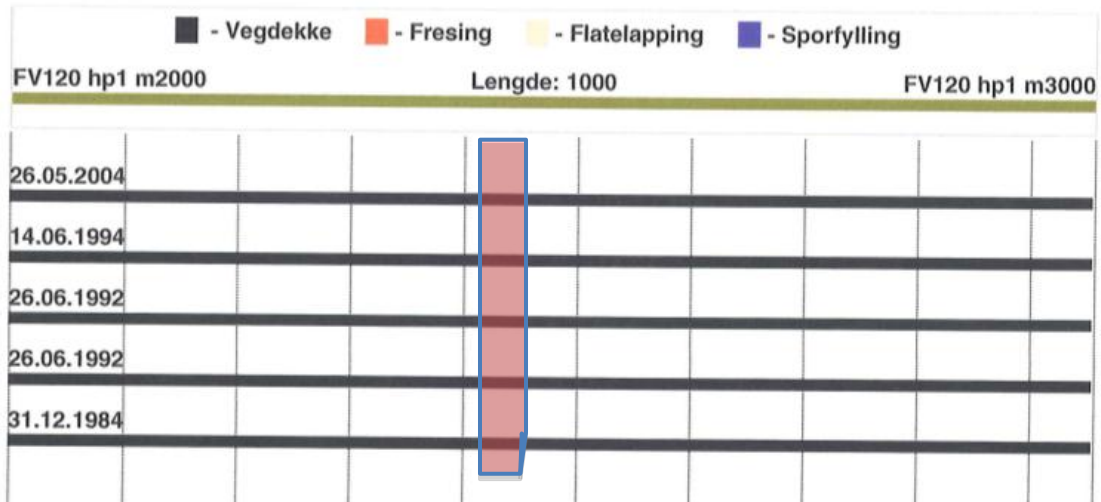 - Vegdekke - Fresing - Flatelapping - Sporfylling
FV120 hp1 m2000 Lengde: 1000 FV120 hp1 m3000
26.05.2004
14.06.1994
26.06.1992
26.06.1992
31.12.1984